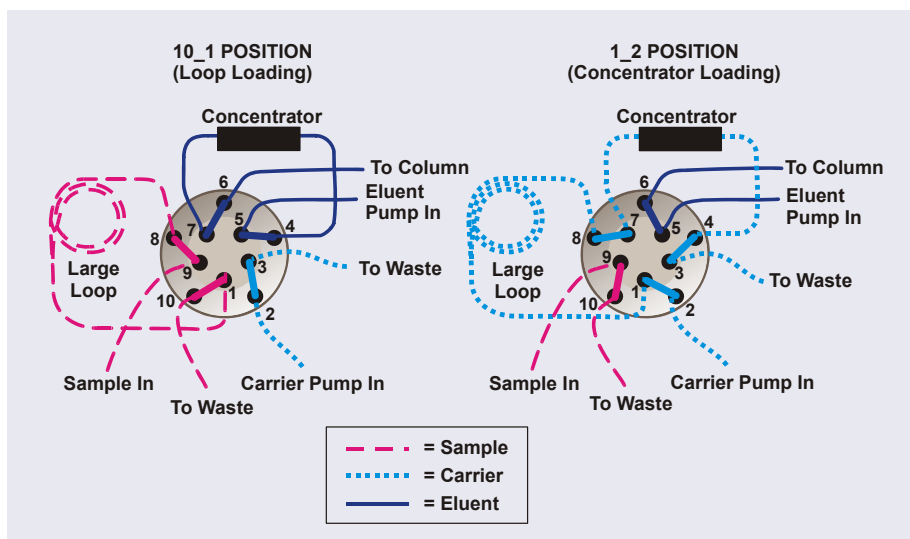 10_1 POSITION
(Loop Loading)
Concentrator
To Column
Eluent
Pump In
6
7
5
4
8
9
3
10
1
2
Large
Loop
To Waste
Sample In
Carrier Pump In
To Waste
1_2 POSITION
(Concentrator Loading)
Concentrator
To Column
Eluent
Pump In
6
7
5
4
8
9
3
10
1
2
Large
Loop
To Waste
Sample In
Carrier Pump In
To Waste
= Sample
= Carrier
= Eluent